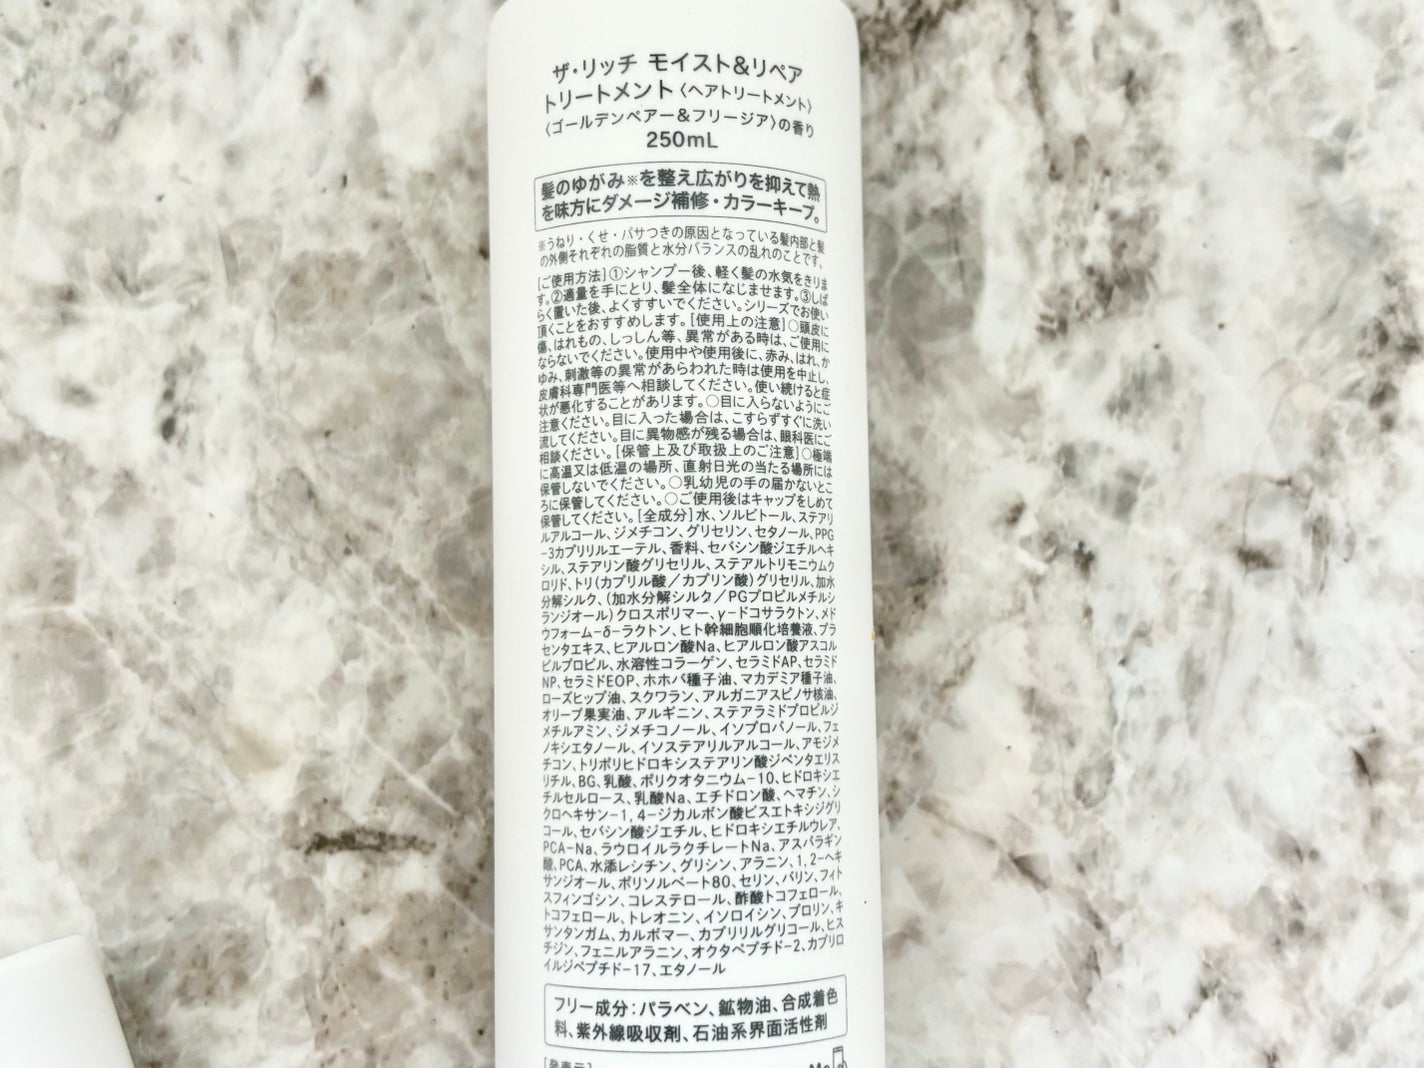 ザ・リッチ モイスト&リペア
トリートメント〈ヘアトリートメント〉
〈ゴールデンペアー&フリージア〉の香り
250mL
髪のゆがみ※を整え広がりを抑えて熱
を味方にダメージ補修・カラーキープ。
※うねり・くせ・パサつきの原因となっている髪内部と髪
の外側それぞれの脂質と水分バランスの乱れのことです。
[ご使用方法]①シャンプー後、軽く髪の水気をきりま
す。②適量を手にとり、髪全体になじませます。③しば
らく置いた後、よくすすいでください。シリーズでお使い
頂くことをおすすめします。[使用上の注意]○頭皮に
傷、はれもの、しっしん等、異常がある時は、ご使用に
ならないでください。使用中や使用後に、赤み、はれ、か
ゆみ、刺激等の異常があらわれた時は使用を中止し、
皮膚科専門医等へ相談してください。使い続けると症
状が悪化することがあります。○目に入らないようにご
注意ください。目に入った場合は、こすらずすぐに洗い
流してください。目に異物感が残る場合は、眼科医にご
相談ください。[保管上及び取扱上のご注意]○極端
に高温又は低温の場所、直射日光の当たる場所には
保管しないでください。○乳幼児の手の届かないとこ
ろに保管してください。○ご使用後はキャップをしめて
保管してください。[全成分]水、ソルビトール、ステアリ
ルアルコール、ジメチコン、グリセリン、セタノール、PPG
-3カプリリルエーテル、香料、セバシン酸ジエチルヘキ
シル、ステアリン酸グリセリル、ステアルトリモニウムク
ロリド、トリ(カプリル酸/カプリン酸)グリセリル、加水
分解シルク、(加水分解シルク/PGプロピルメチルシ
ランジオール)クロスポリマー、γ-ドコサラクトン、メド
ウフォーム-δ-ラクトン、ヒト幹細胞順化培養液、プラ
センタエキス、ヒアルロン酸Na、ヒアルロン酸アスコル
ビルプロピル、水溶性コラーゲン、セラミドAP、セラミド
NP、セラミドEOP、ホホバ種子油、マカデミア種子油、
ローズヒップ油、スクワラン、アルガニアスピノサ核油、
オリーブ果実油、アルギニン、ステアラミドプロピルジ
メチルアミン、ジメチコノール、イソプロパノール、フェ
ノキシエタノール、イソステアリルアルコール、アモジメ
チコン、トリポリヒドロキシステアリン酸ジペンタエリス
リチル、BG、乳酸、ポリクオタニウム-10、ヒドロキシエ
チルセルロース、乳酸Na、エチドロン酸、ヘマチン、シ
クロヘキサン-1,4-ジカルボン酸ビスエトキシジグリ
コール、セバシン酸ジエチル、ヒドロキシエチルウレア、
PCA-Na、ラウロイルラクチレートNa、アスパラギン
酸、PCA、水添レシチン、グリシン、アラニン、1,2-ヘキ
サンジオール、ポリソルベート80、セリン、バリン、フィト
スフィンゴシン、コレステロール、酢酸トコフェロール、
トコフェロール、トレオニン、イソロイシン、プロリン、キ
サンタンガム、カルボマー、カプリリルグリコール、ヒス
チジン、フェニルアラニン、オクタペプチド-2、カプロ
イルジペプチド-17、エタノール
フリー成分:パラベン、鉱物油、合成着色
料、紫外線吸収剤、石油系界面活性剤